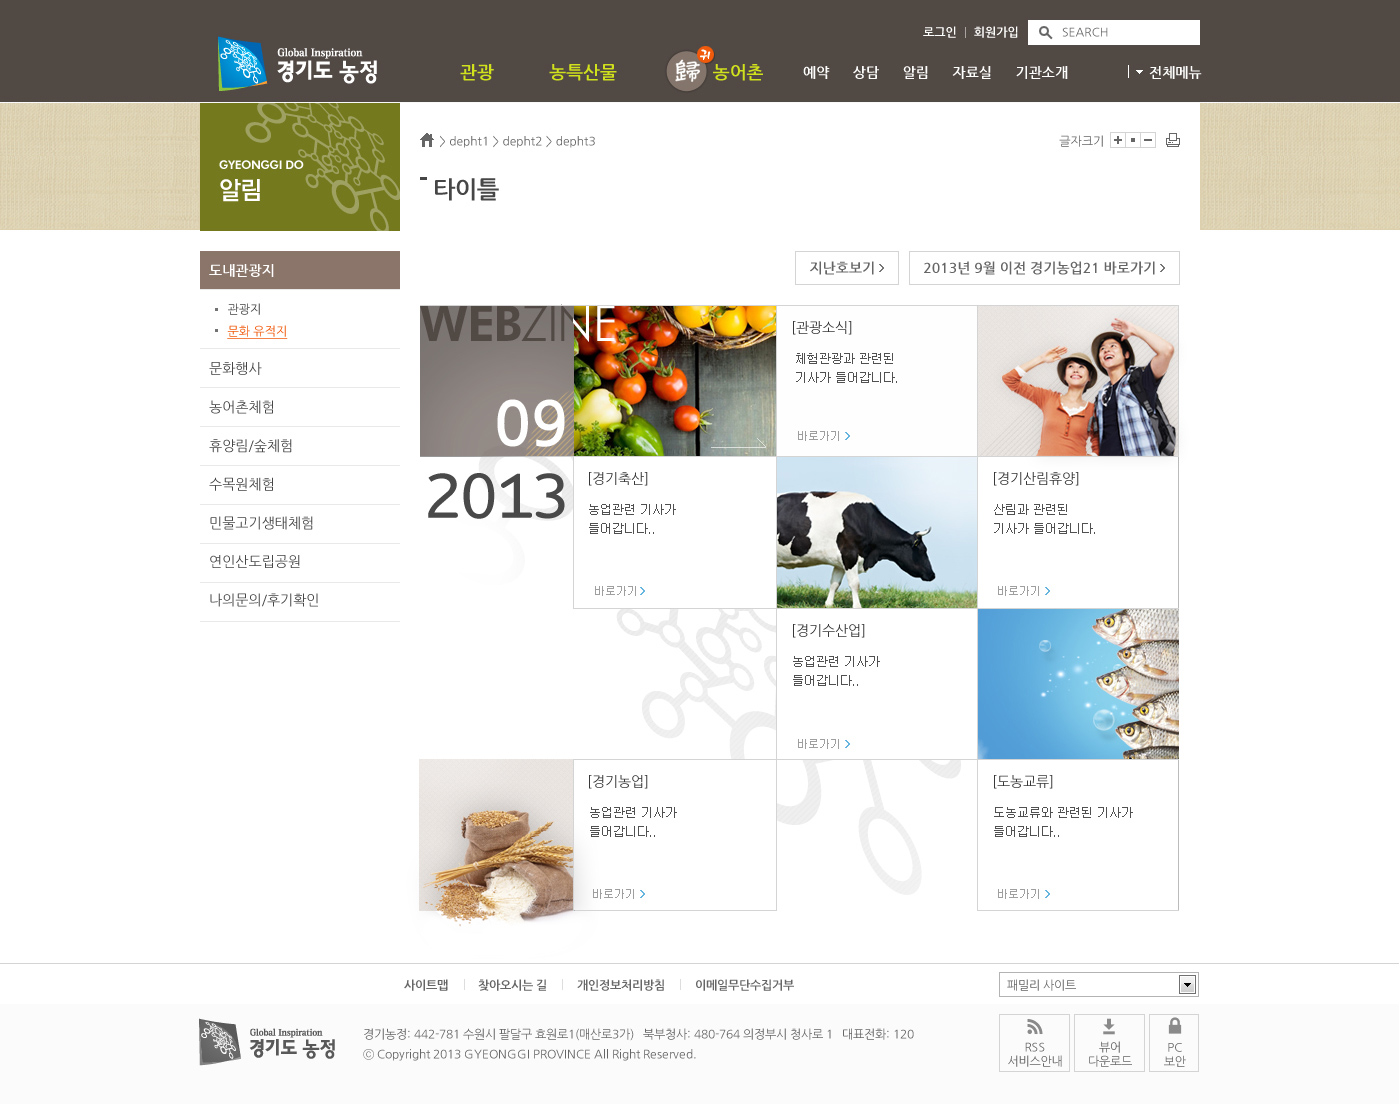 로그인
회원가입
SEARCH
Global Inspiration
경기도 농정
관광
농특산물
歸
귀
농어촌
예약
상담
알림
자료실
기관소개
전체메뉴
GYEONGGI DO
알림
> depht1 > depht2 > depht3
글자크기
타이틀
도내관광지
관광지
문화 유적지
문화행사
농어촌체험
휴양림/숲체험
수목원체험
민물고기생태체험
연인산도립공원
나의문의/후기확인
지난호보기 >
2013년 9월 이전 경기농업21 바로가기 >
WEBZINE
09
2013
[관광소식]
체험관광과 관련된
기사가 들어갑니다.
바로가기 >
[경기축산]
농업관련 기사가
들어갑니다..
바로가기 >
[경기산림휴양]
산림과 관련된
기사가 들어갑니다.
바로가기 >
[경기수산업]
농업관련 기사가
들어갑니다..
바로가기 >
[경기농업]
농업관련 기사가
들어갑니다..
바로가기 >
[도농교류]
도농교류와 관련된 기사가
들어갑니다..
바로가기 >
사이트맵
찾아오시는 길
개인정보처리방침
이메일무단수집거부
패밀리 사이트
Global Inspiration
경기도 농정
경기농정: 442-781 수원시 팔달구 효원로1(매산로3가) 북부청사: 480-764 의정부시 청사로 1 대표전화: 120
ⓒ Copyright 2013 GYEONGGI PROVINCE All Right Reserved.
RSS
서비스안내
뷰어
다운로드
PC
보안